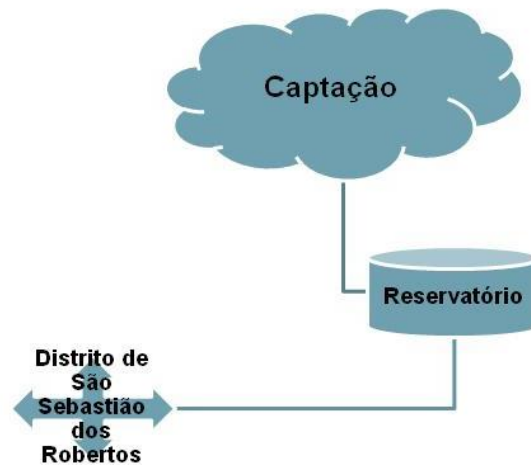 Captação
Reservatório
Distrito de
São
Sebastião
dos
Robertos